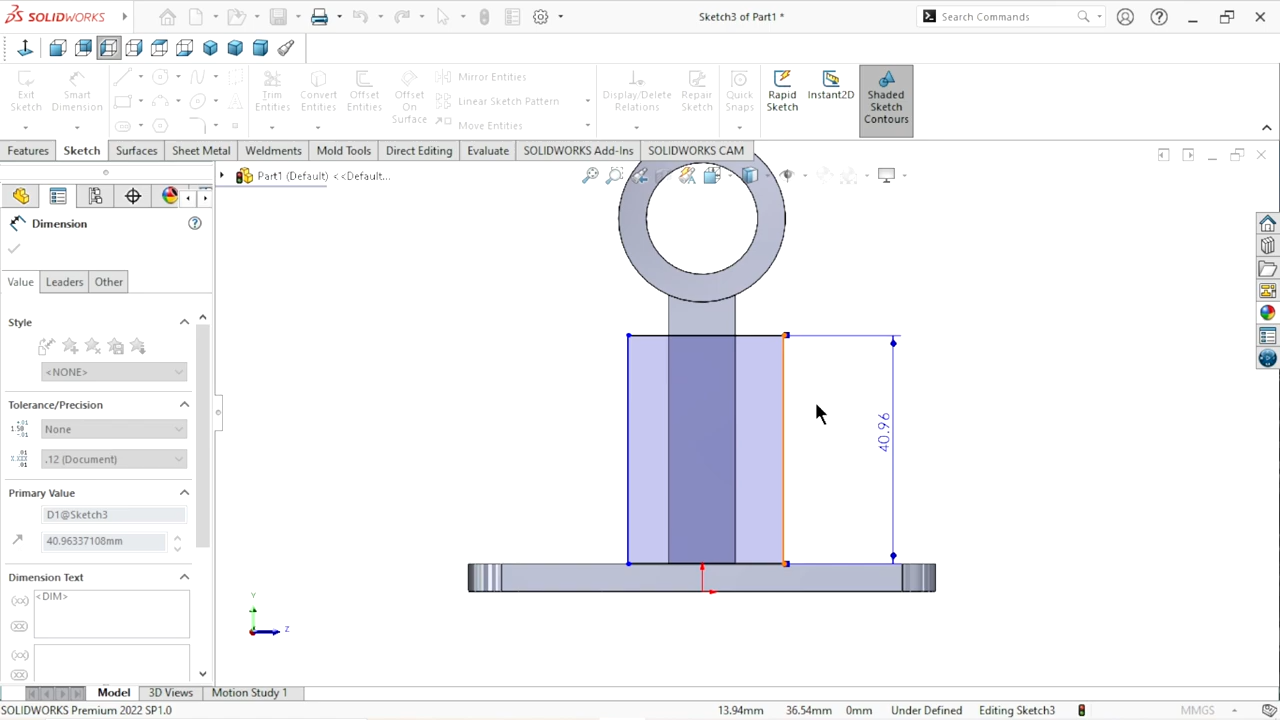 SOLIDWORKS
Sketch3 of Part1 *
Search Commands
Exit
Sketch
Smart
Dimension
Trim
Entities
Convert
Entities
Offset
Entities
Offset
On
Surface
Mirror Entities
Linear Sketch Pattern
Move Entities
Display/Delete
Relations
Repair
Sketch
Quick
Snaps
Rapid
Sketch
Instant2D
Shaded
Sketch
Contours
Features
Sketch
Surfaces
Sheet Metal
Weldments
Mold Tools
Direct Editing
Evaluate
SOLIDWORKS Add-Ins
SOLIDWORKS CAM
Part1 (Default) <<Default...
Dimension
Value
Leaders
Other
Style
<NONE>
Tolerance/Precision
None
.12 (Document)
Primary Value
D1@Sketch3
40.96337108mm
Dimension Text
<DIM>
40.96
Y
Z
Model
3D Views
Motion Study 1
SOLIDWORKS Premium 2022 SP1.0
13.94mm
36.54mm
0mm
Under Defined
Editing Sketch3
MMGS